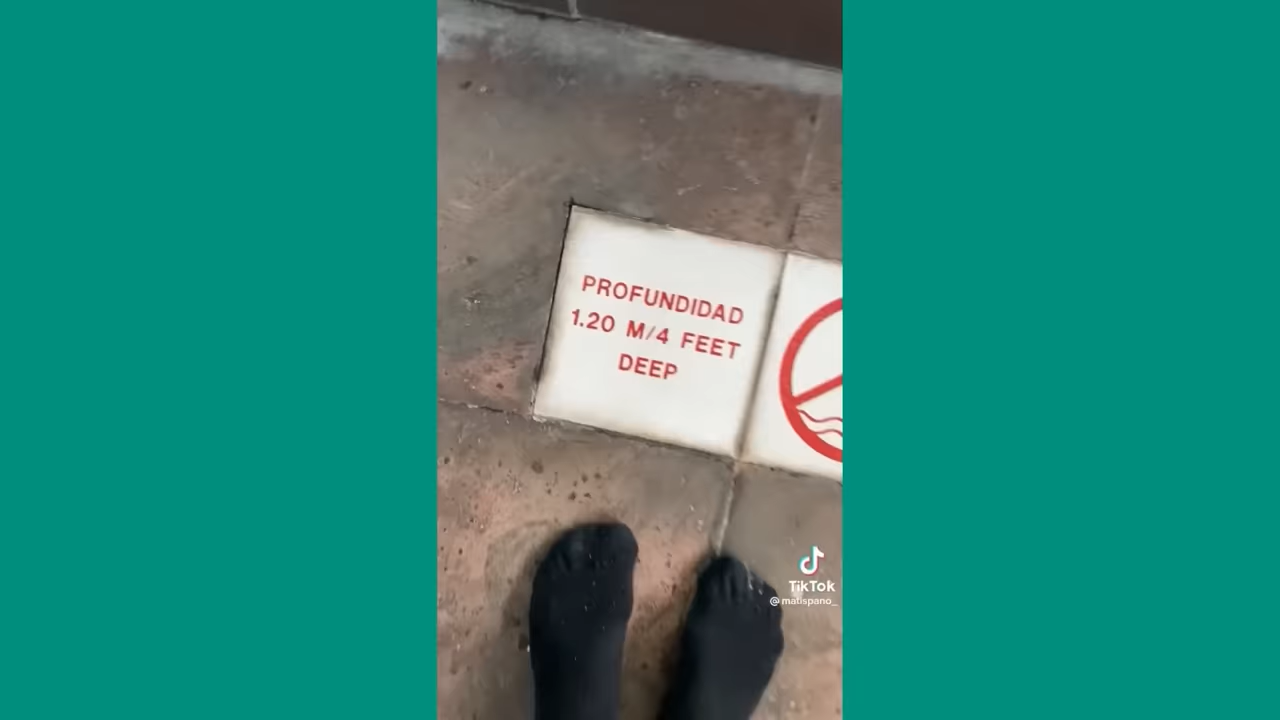 PROFUNDIDAD
1.20 M/4 FEET
DEEP
TikTok
@matispano_